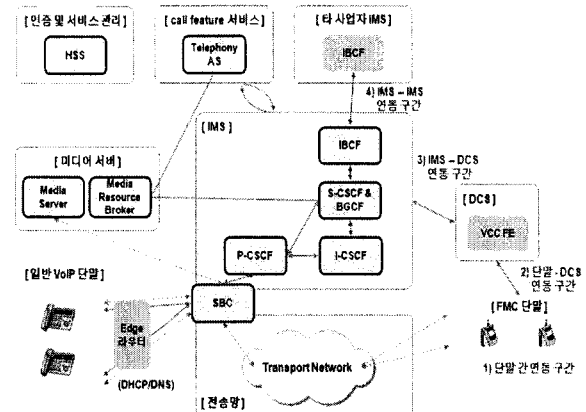 [인증 및 서비스 관리]
HSS
[call feature 서비스]
Telephony
AS
[타 사업자 IMS]
IBCF
4) IMS – IMS
연동 구간
[IMS]
IBCF
S-CSCF &
BGCF
P-CSCF
I-CSCF
3) IMS – DCS
연동 구간
[DCS]
VCC FE
2) 단말 - DCS
연동 구간
[미디어 서버]
Media
Server
Media
Resource
Broker
[일반 VoIP 단말]
Edge
라우터
(DHCP/DNS)
SBC
Transport Network
[전송망]
[FMC 단말]
1) 단말 간 연동 구간